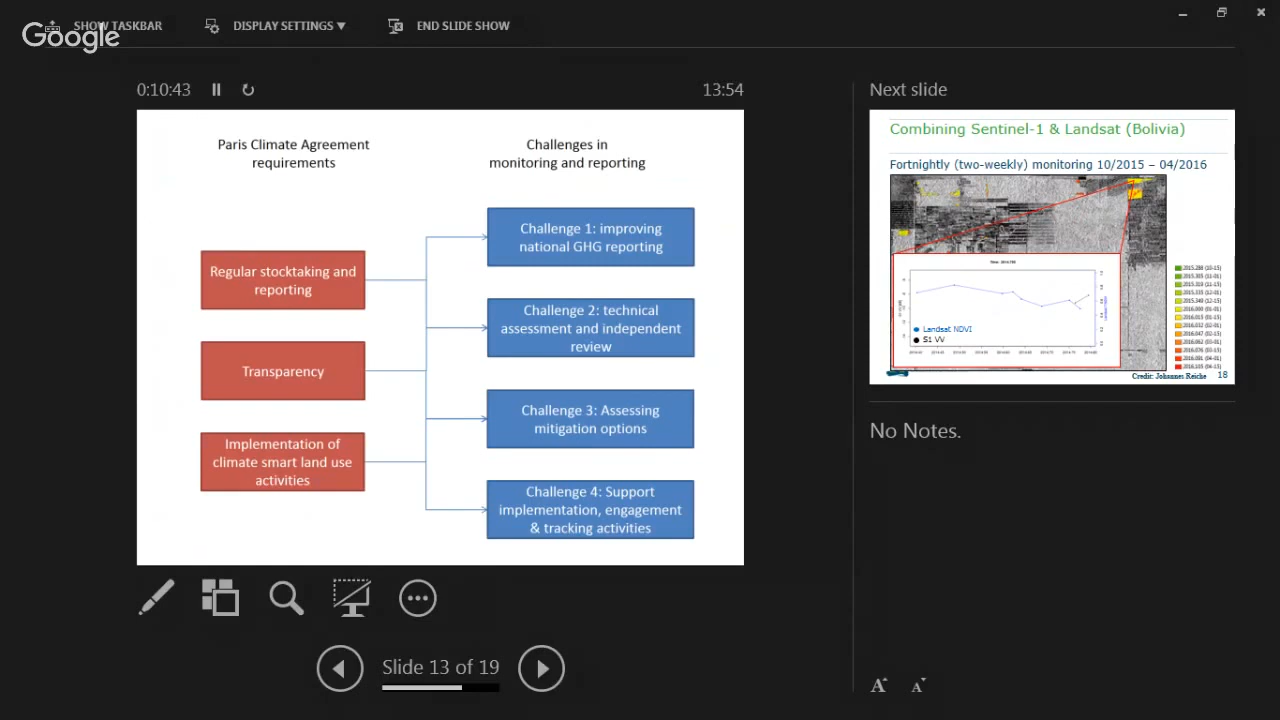 Google
SHOW TASKBAR
DISPLAY SETTINGS ▼
END SLIDE SHOW
0:10:43
13:54
Paris Climate Agreement
requirements
Challenges in
monitoring and reporting
Regular stocktaking and
reporting
Transparency
Implementation of
climate smart land use
activities
Challenge 1: improving
national GHG reporting
Challenge 2: technical
assessment and independent
review
Challenge 3: Assessing
mitigation options
Challenge 4: Support
implementation, engagement
& tracking activities
Slide 13 of 19
Next slide
Combining Sentinel-1 & Landsat (Bolivia)
Fortnightly (two-weekly) monitoring 10/2015 – 04/2016
Landsat NDVI
S1 VV
Credit: Johannes Reiche
18
No Notes.
A
A